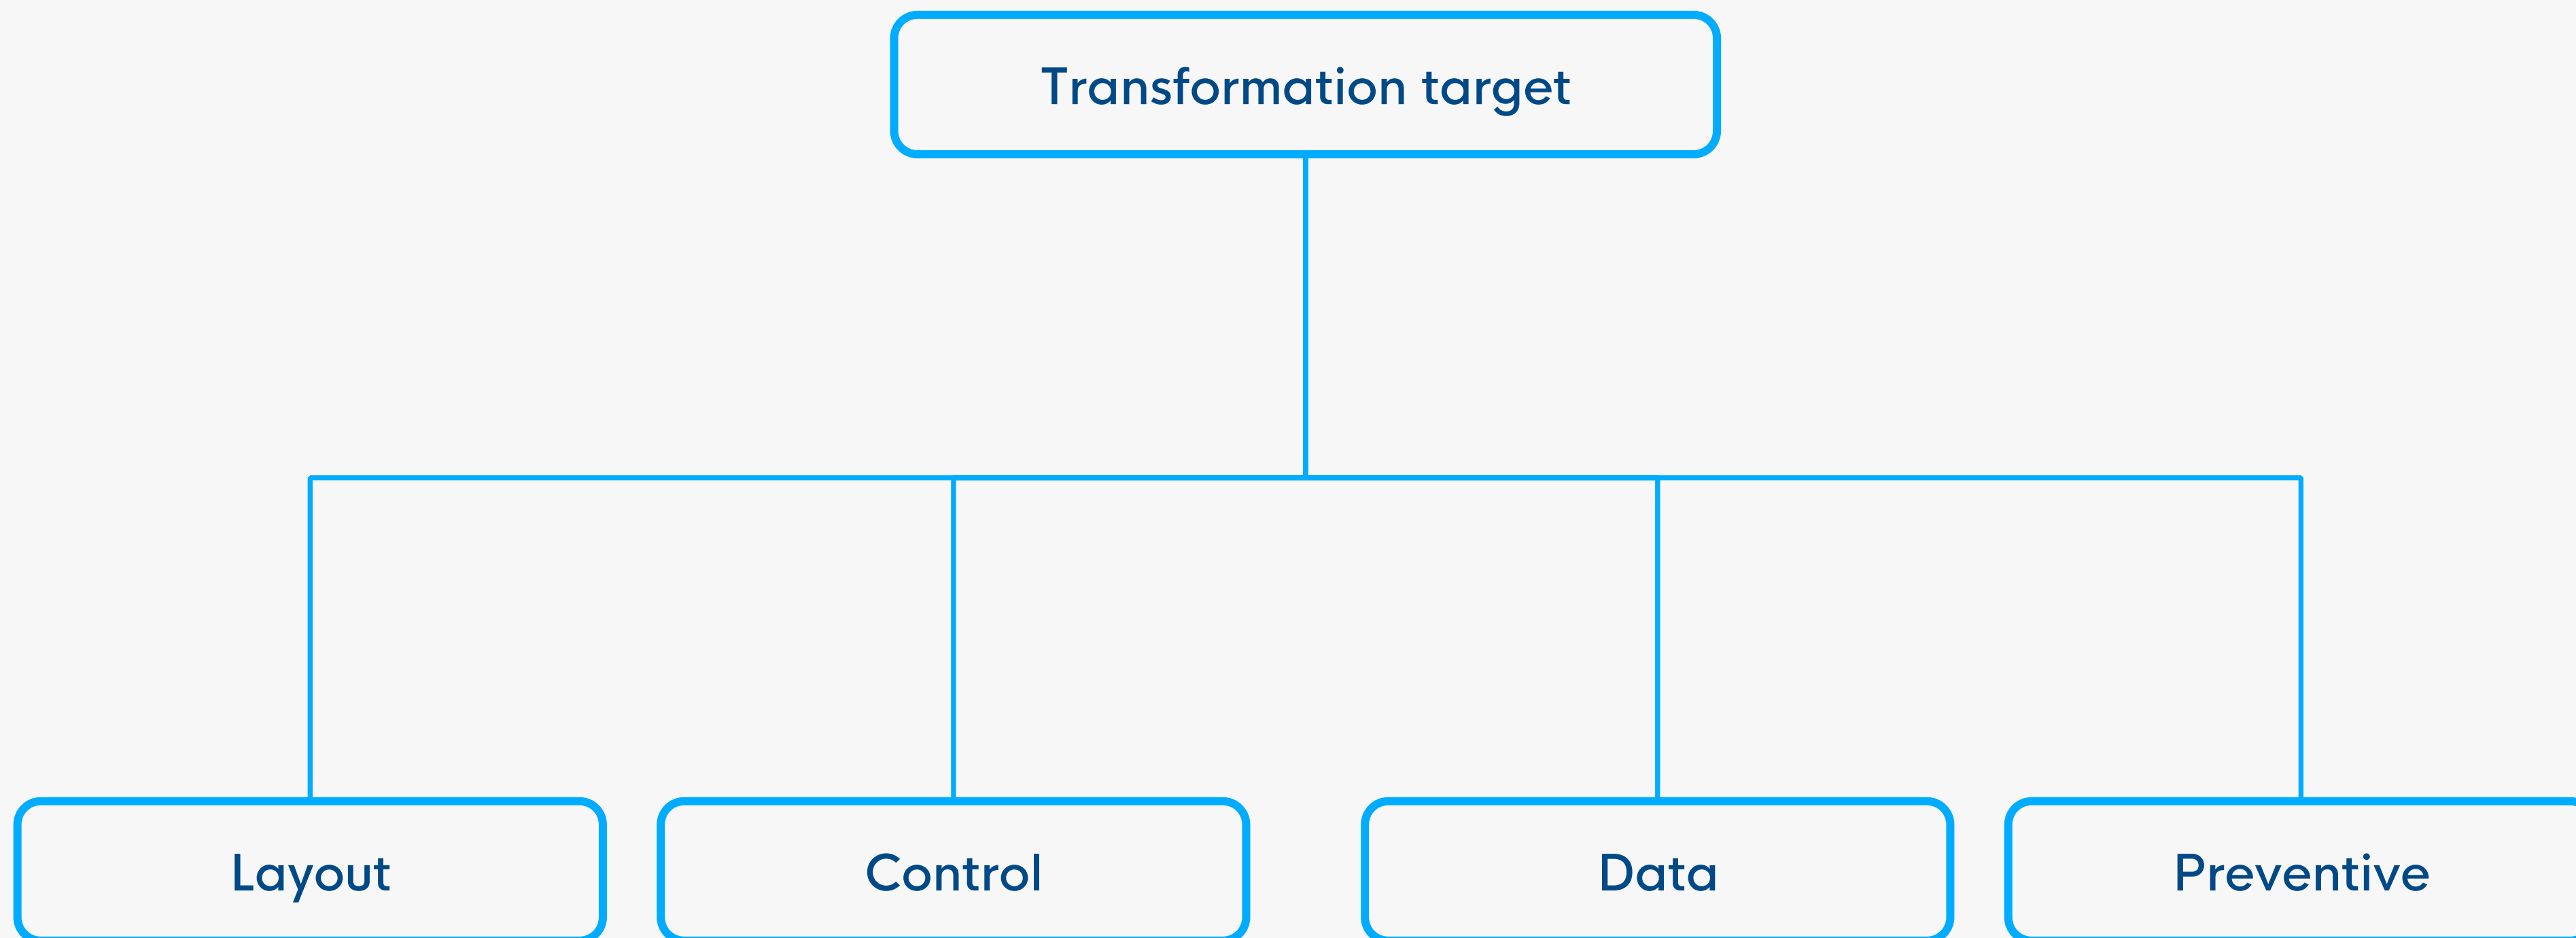 Transformation target
Layout
Control
Data
Preventive